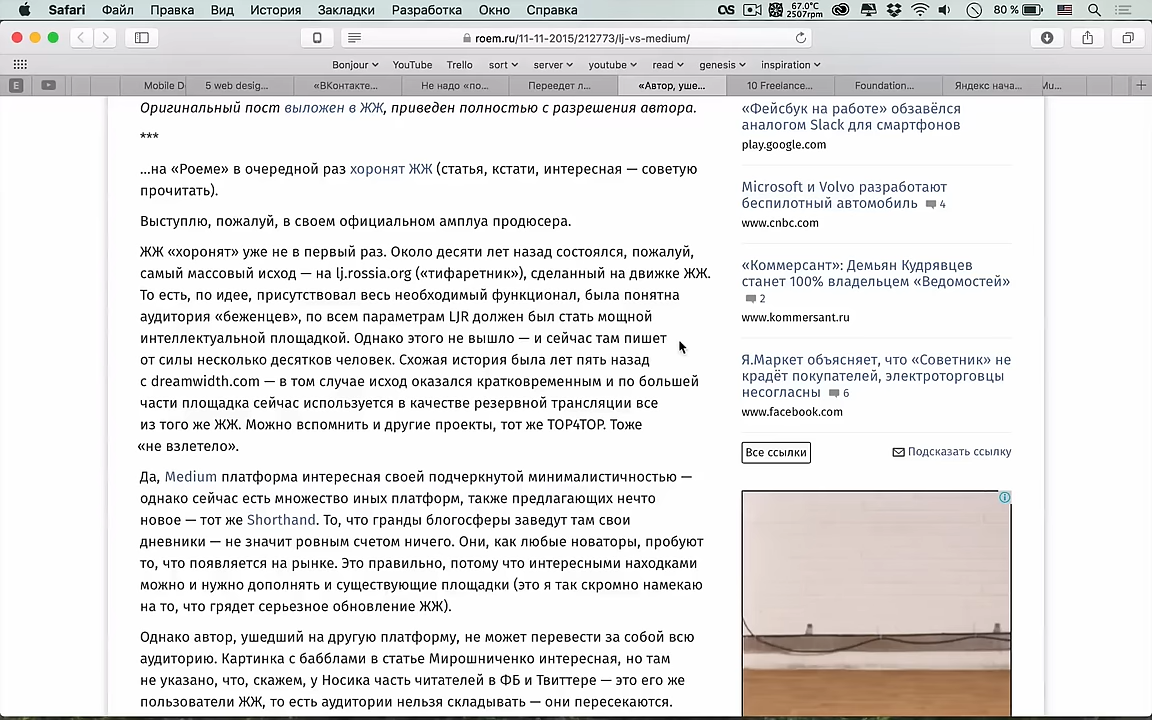 Safari Файл Правка Вид История Закладки Разработка Окно Справка
67.0°C
2507rpm
80 %
roem.ru/11-11-2015/212773/lj-vs-medium/
Bonjour YouTube Trello sort server youtube read genesis inspiration
E Mobile D 5 web desig... «ВКонтакте... Не надо «по... Переедет л... «Автор, уше... 10 Freelance... Foundation... Яндекс нача...
Оригинальный пост выложен в ЖЖ, приведен полностью с разрешения автора.
***
...на «Роеме» в очередной раз хоронят ЖЖ (статья, кстати, интересная — советую
прочитать).
Выступлю, пожалуй, в своем официальном амплуа продюсера.
ЖЖ «хоронят» уже не в первый раз. Около десяти лет назад состоялся, пожалуй,
самый массовый исход — на lj.rossia.org («тифаретник»), сделанный на движке ЖЖ.
То есть, по идее, присутствовал весь необходимый функционал, была понятна
аудитория «беженцев», по всем параметрам LJR должен был стать мощной
интеллектуальной площадкой. Однако этого не вышло — и сейчас там пишет
от силы несколько десятков человек. Схожая история была лет пять назад
с dreamwidth.com — в том случае исход оказался кратковременным и по большей
части площадка сейчас используется в качестве резервной трансляции все
из того же ЖЖ. Можно вспомнить и другие проекты, тот же TOP4TOP. Тоже
«не взлетело».
Да, Medium платформа интересная своей подчеркнутой минималистичностью —
однако сейчас есть множество иных платформ, также предлагающих нечто
новое — тот же Shorthand. То, что гранды блогосферы заведут там свои
дневники — не значит ровным счетом ничего. Они, как любые новаторы, пробуют
то, что появляется на рынке. Это правильно, потому что интересными находками
можно и нужно дополнять и существующие площадки (это я так скромно намекаю
на то, что грядет серьезное обновление ЖЖ).
Однако автор, ушедший на другую платформу, не может перевести за собой всю
аудиторию. Картинка с бабблами в статье Мирошниченко интересная, но там
не указано, что, скажем, у Носика часть читателей в ФБ и Твиттере — это его же
пользователи ЖЖ, то есть аудитории нельзя складывать — они пересекаются.
«Фейсбук на работе» обзавёлся
аналогом Slack для смартфонов
play.google.com
Microsoft и Volvo разработают
беспилотный автомобиль 4
www.cnbc.com
«Коммерсант»: Демьян Кудрявцев
станет 100% владельцем «Ведомостей»
2
www.kommersant.ru
Я.Маркет объясняет, что «Советник» не
крадёт покупателей, электроторговцы
несогласны 6
www.facebook.com
Все ссылки Подсказать ссылку